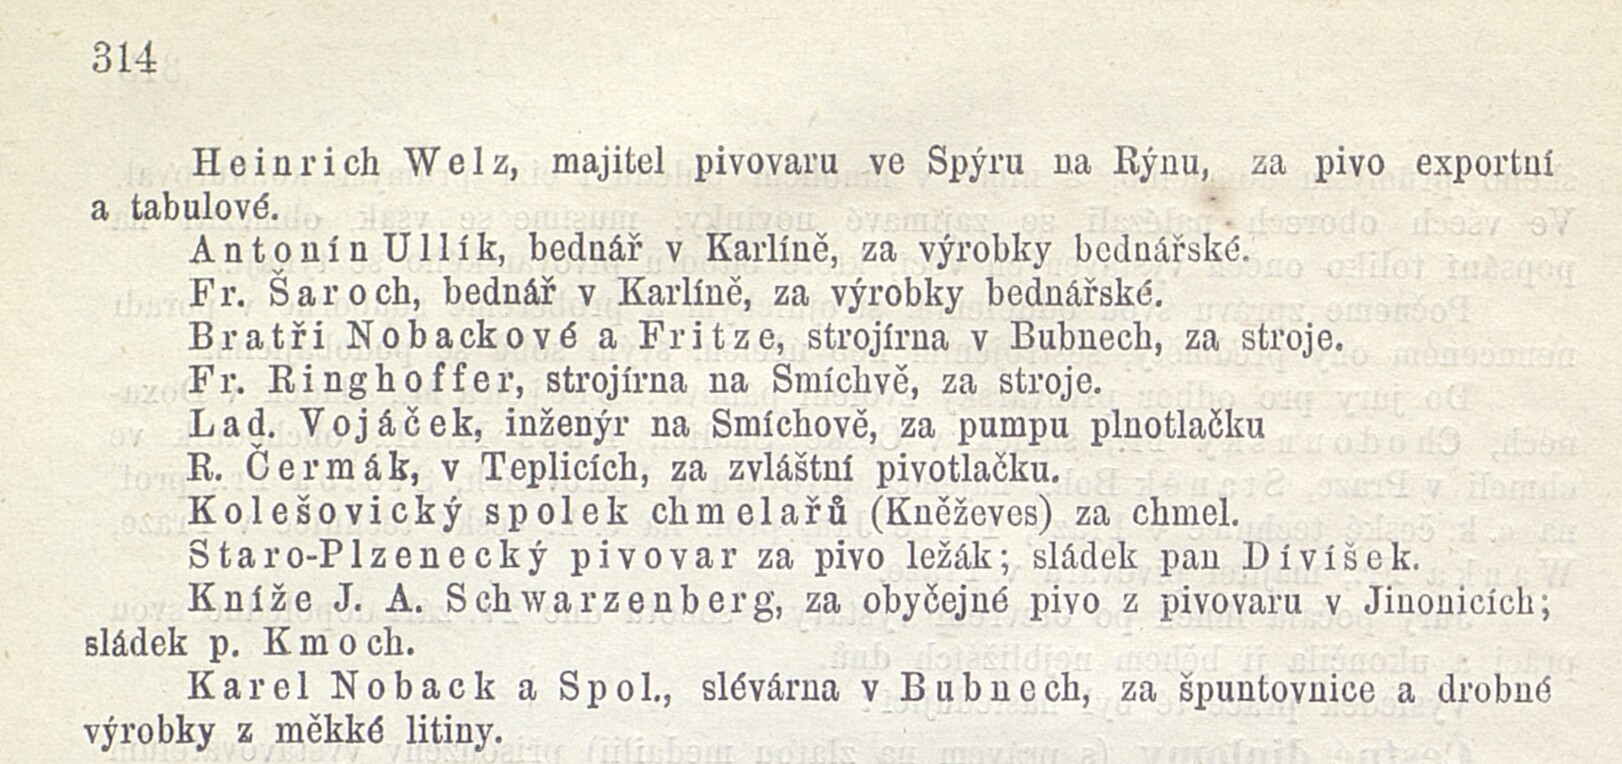 314
Heinrich Welz, majitel pivovaru ve Spýru na Rýnu, za pivo exportní
a tabulové.
Antonín Ullík, bednář v Karlíně, za výrobky bednářské.
Fr. Šaroch, bednář v Karlíně, za výrobky bednářské.
Bratři Nobackové a Fritze, strojírna v Bubnech, za stroje.
Fr. Ringhoffer, strojírna na Smíchvě, za stroje.
Lad. Vojáček, inženýr na Smíchově, za pumpu plnotlačku
R. Čermák, v Teplicích, za zvláštní pivotlačku.
Kolešovický spolek chmelařů (Kněževes) za chmel.
Staro-Plzenecký pivovar za pivo ležák; sládek pan Dívíšek.
Kníže J. A. Schwarzenberg, za obyčejné pivo z pivovaru v Jinonicích;
sládek p. Kmoch.
Karel Noback a Spol., slévárna v Bubnech, za špuntovnice a drobné
výrobky z měkké litiny.